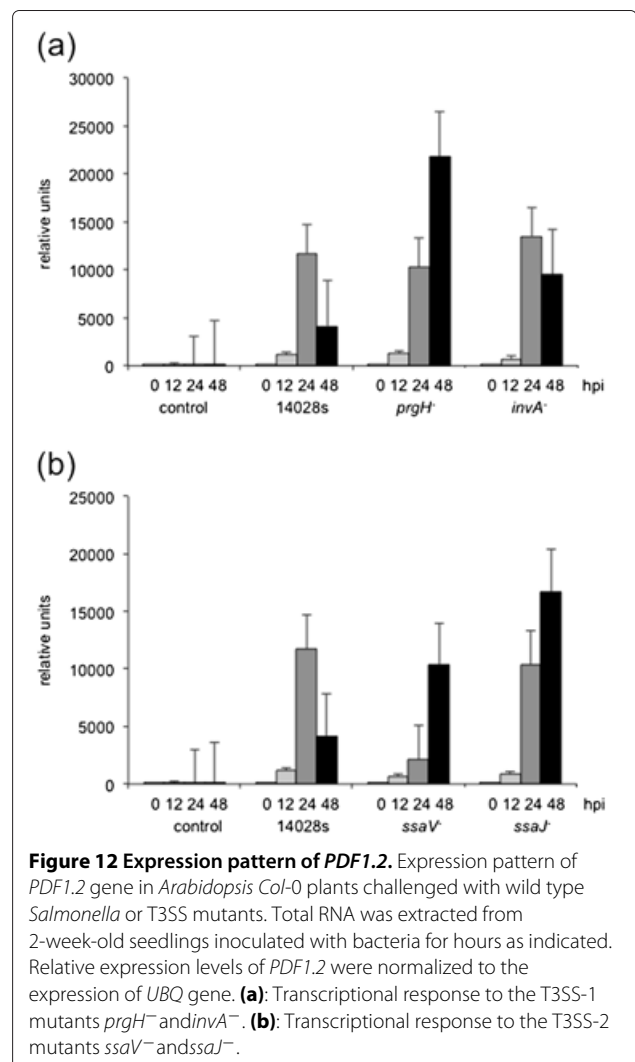 (a)
30000
25000
20000
15000
10000
5000
0
relative units
0 12 24 48 0 12 24 48 0 12 24 48 0 12 24 48 hpi
control 14028s prgH⁻ invA⁻
(b)
25000
20000
15000
10000
5000
0
relative units
0 12 24 48 0 12 24 48 0 12 24 48 0 12 24 48 hpi
control 14028s ssaV⁻ ssaJ⁻
Figure 12 Expression pattern of PDF1.2. Expression pattern of
PDF1.2 gene in Arabidopsis Col-0 plants challenged with wild type
Salmonella or T3SS mutants. Total RNA was extracted from
2-week-old seedlings inoculated with bacteria for hours as indicated.
Relative expression levels of PDF1.2 were normalized to the
expression of UBQ gene. (a): Transcriptional response to the T3SS-1
mutants prgH⁻andinvA⁻. (b): Transcriptional response to the T3SS-2
mutants ssaV⁻andssaJ⁻.